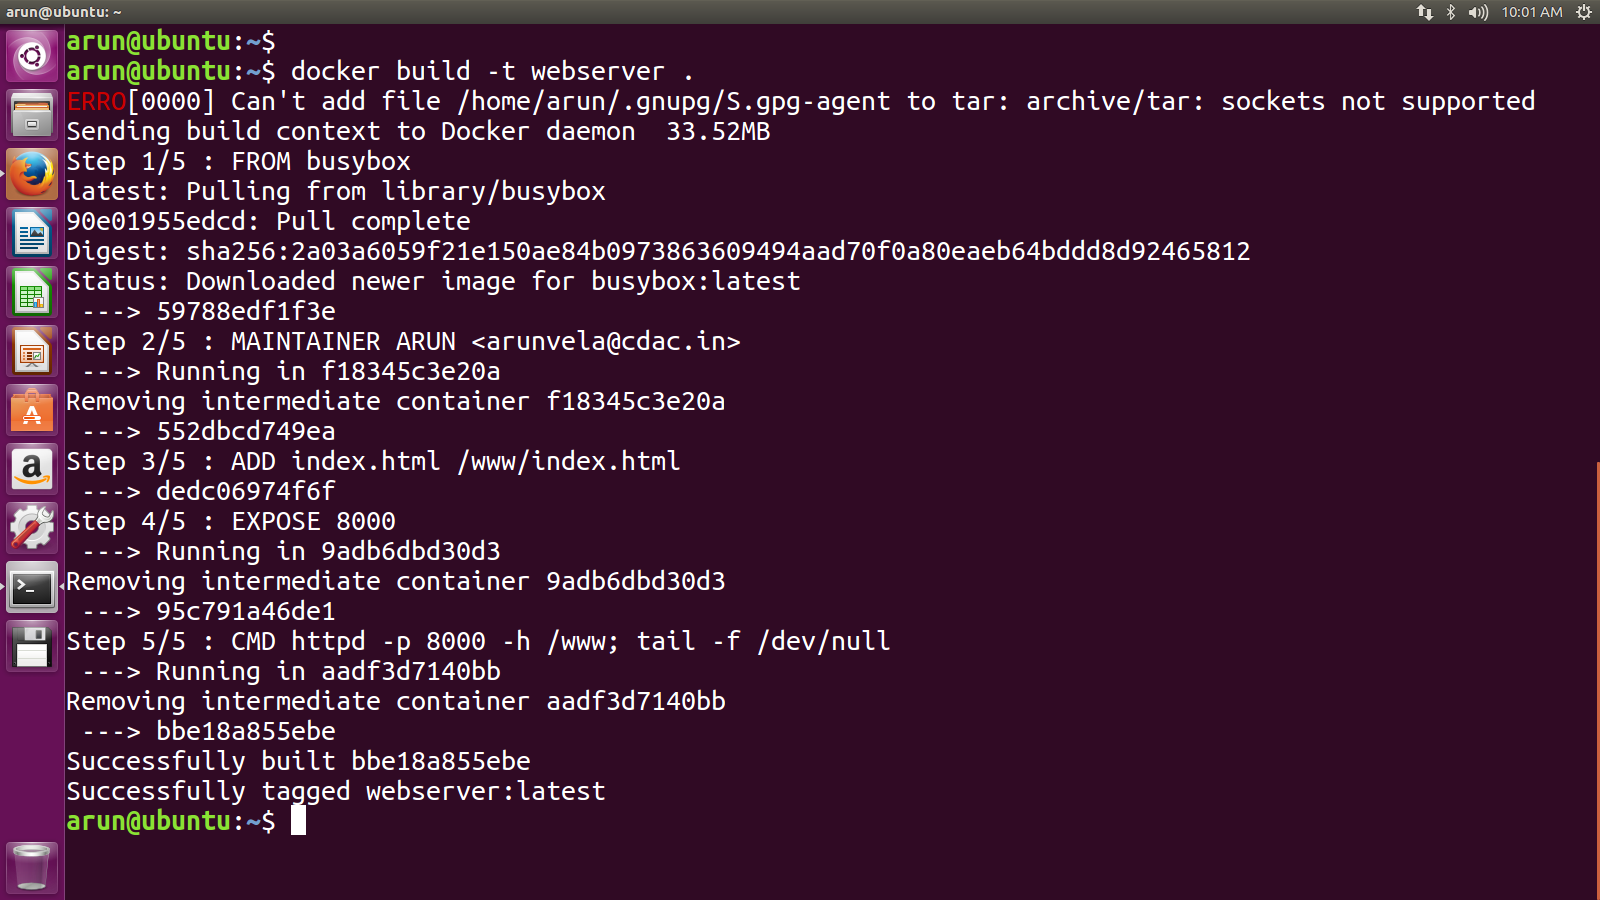 arun@ubuntu: ~
10:01 AM
arun@ubuntu:~$
arun@ubuntu:~$ docker build -t webserver .
ERRO[0000] Can't add file /home/arun/.gnupg/S.gpg-agent to tar: archive/tar: sockets not supported
Sending build context to Docker daemon  33.52MB
Step 1/5 : FROM busybox
latest: Pulling from library/busybox
90e01955edcd: Pull complete
Digest: sha256:2a03a6059f21e150ae84b0973863609494aad70f0a80eaeb64bddd8d92465812
Status: Downloaded newer image for busybox:latest
 ---> 59788edf1f3e
Step 2/5 : MAINTAINER ARUN <arunvela@cdac.in>
 ---> Running in f18345c3e20a
Removing intermediate container f18345c3e20a
 ---> 552dbcd749ea
Step 3/5 : ADD index.html /www/index.html
 ---> dedc06974f6f
Step 4/5 : EXPOSE 8000
 ---> Running in 9adb6dbd30d3
Removing intermediate container 9adb6dbd30d3
 ---> 95c791a46de1
Step 5/5 : CMD httpd -p 8000 -h /www; tail -f /dev/null
 ---> Running in aadf3d7140bb
Removing intermediate container aadf3d7140bb
 ---> bbe18a855ebe
Successfully built bbe18a855ebe
Successfully tagged webserver:latest
arun@ubuntu:~$